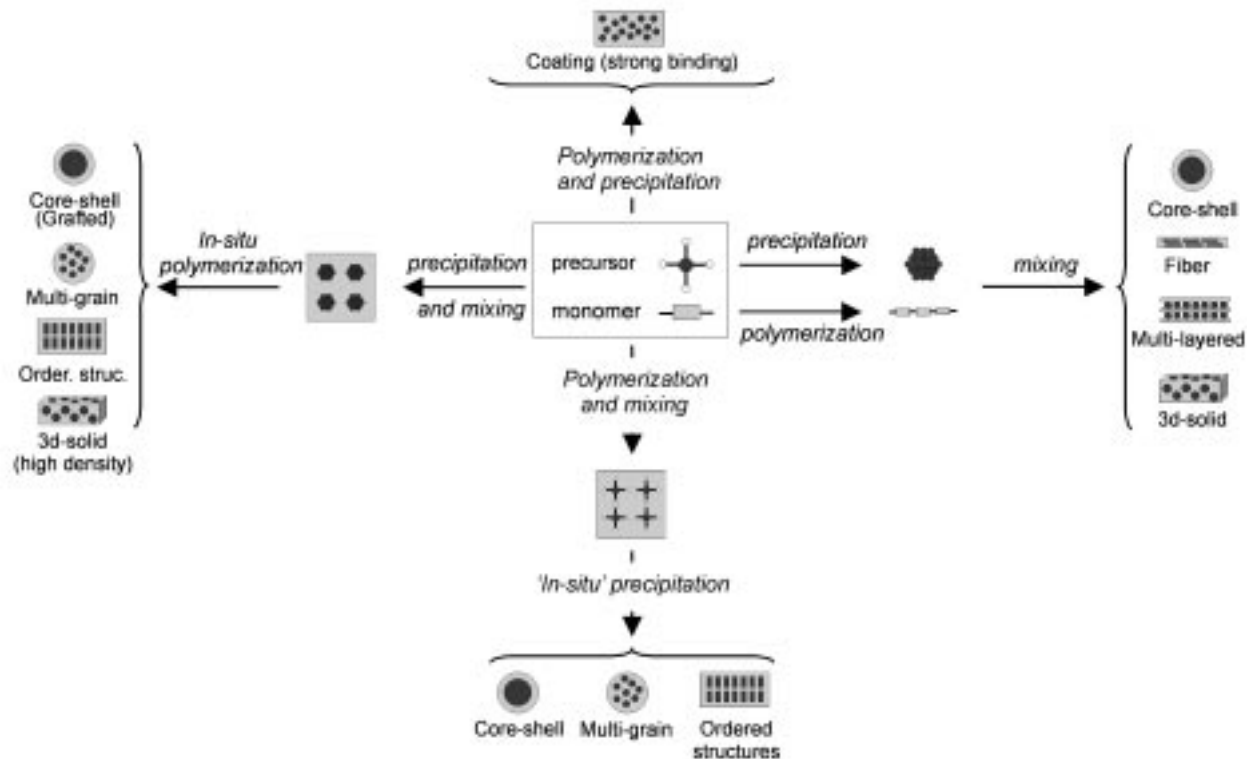 Coating (strong binding)
Polymerization
and precipitation
Core-shell
(Grafted)
Multi-grain
Order. struc.
3d-solid
(high density)
In-situ
polymerization
precipitation
and mixing
precursor
monomer
precipitation
polymerization
mixing
Core-shell
Fiber
Multi-layered
3d-solid
Polymerization
and mixing
'In-situ' precipitation
Core-shell
Multi-grain
Ordered
structures